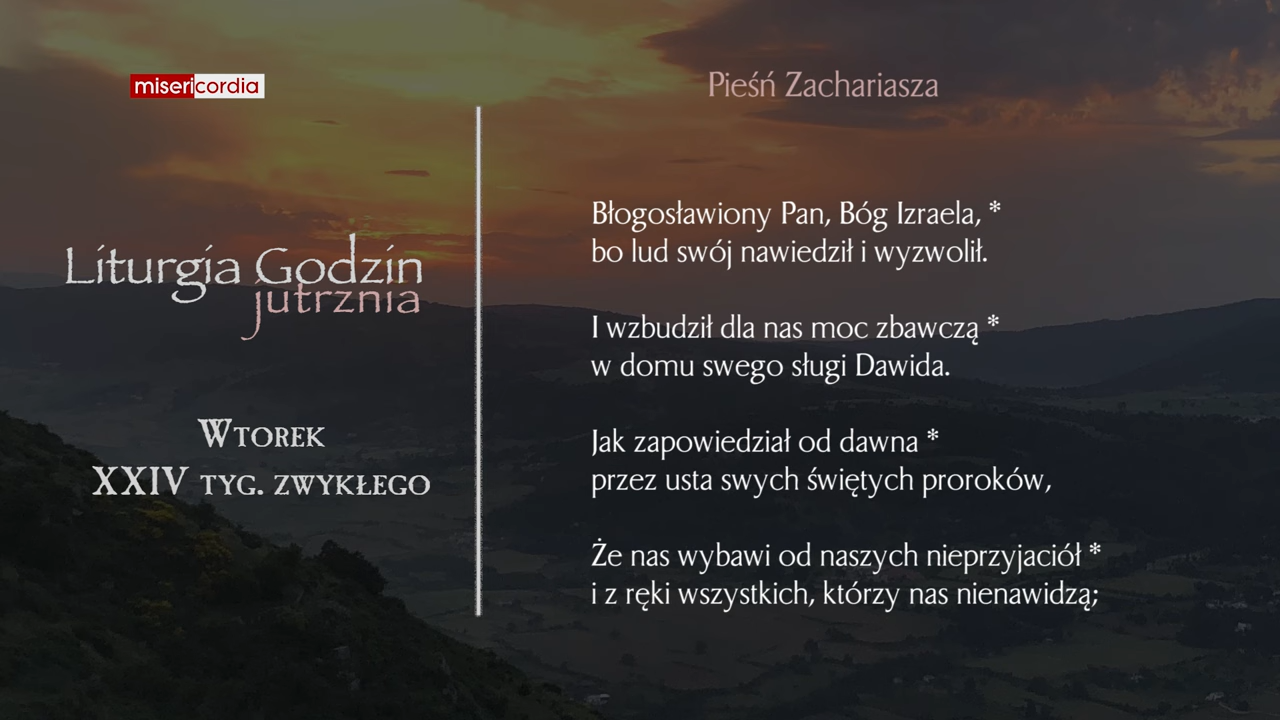 misericordia
Liturgia Godzin
jutrznia
Wtorek
XXIV tyg. zwykłego
Pieśń Zachariasza
Błogosławiony Pan, Bóg Izraela, *
bo lud swój nawiedził i wyzwolił.
I wzbudził dla nas moc zbawczą *
w domu swego sługi Dawida.
Jak zapowiedział od dawna *
przez usta swych świętych proroków,
Że nas wybawi od naszych nieprzyjaciół *
i z ręki wszystkich, którzy nas nienawidzą;